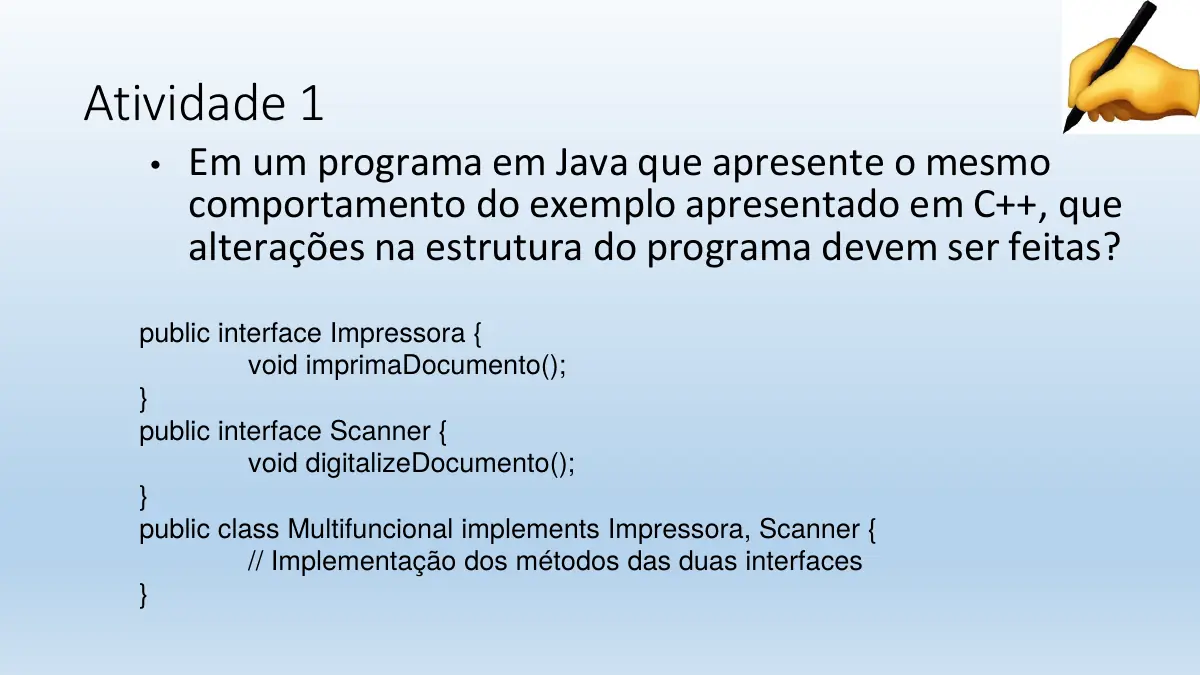 Atividade 1
• Em um programa em Java que apresente o mesmo
comportamento do exemplo apresentado em C++, que
alterações na estrutura do programa devem ser feitas?
public interface Impressora {
void imprimaDocumento();
}
public interface Scanner {
void digitalizeDocumento();
}
public class Multifuncional implements Impressora, Scanner {
// Implementação dos métodos das duas interfaces
}